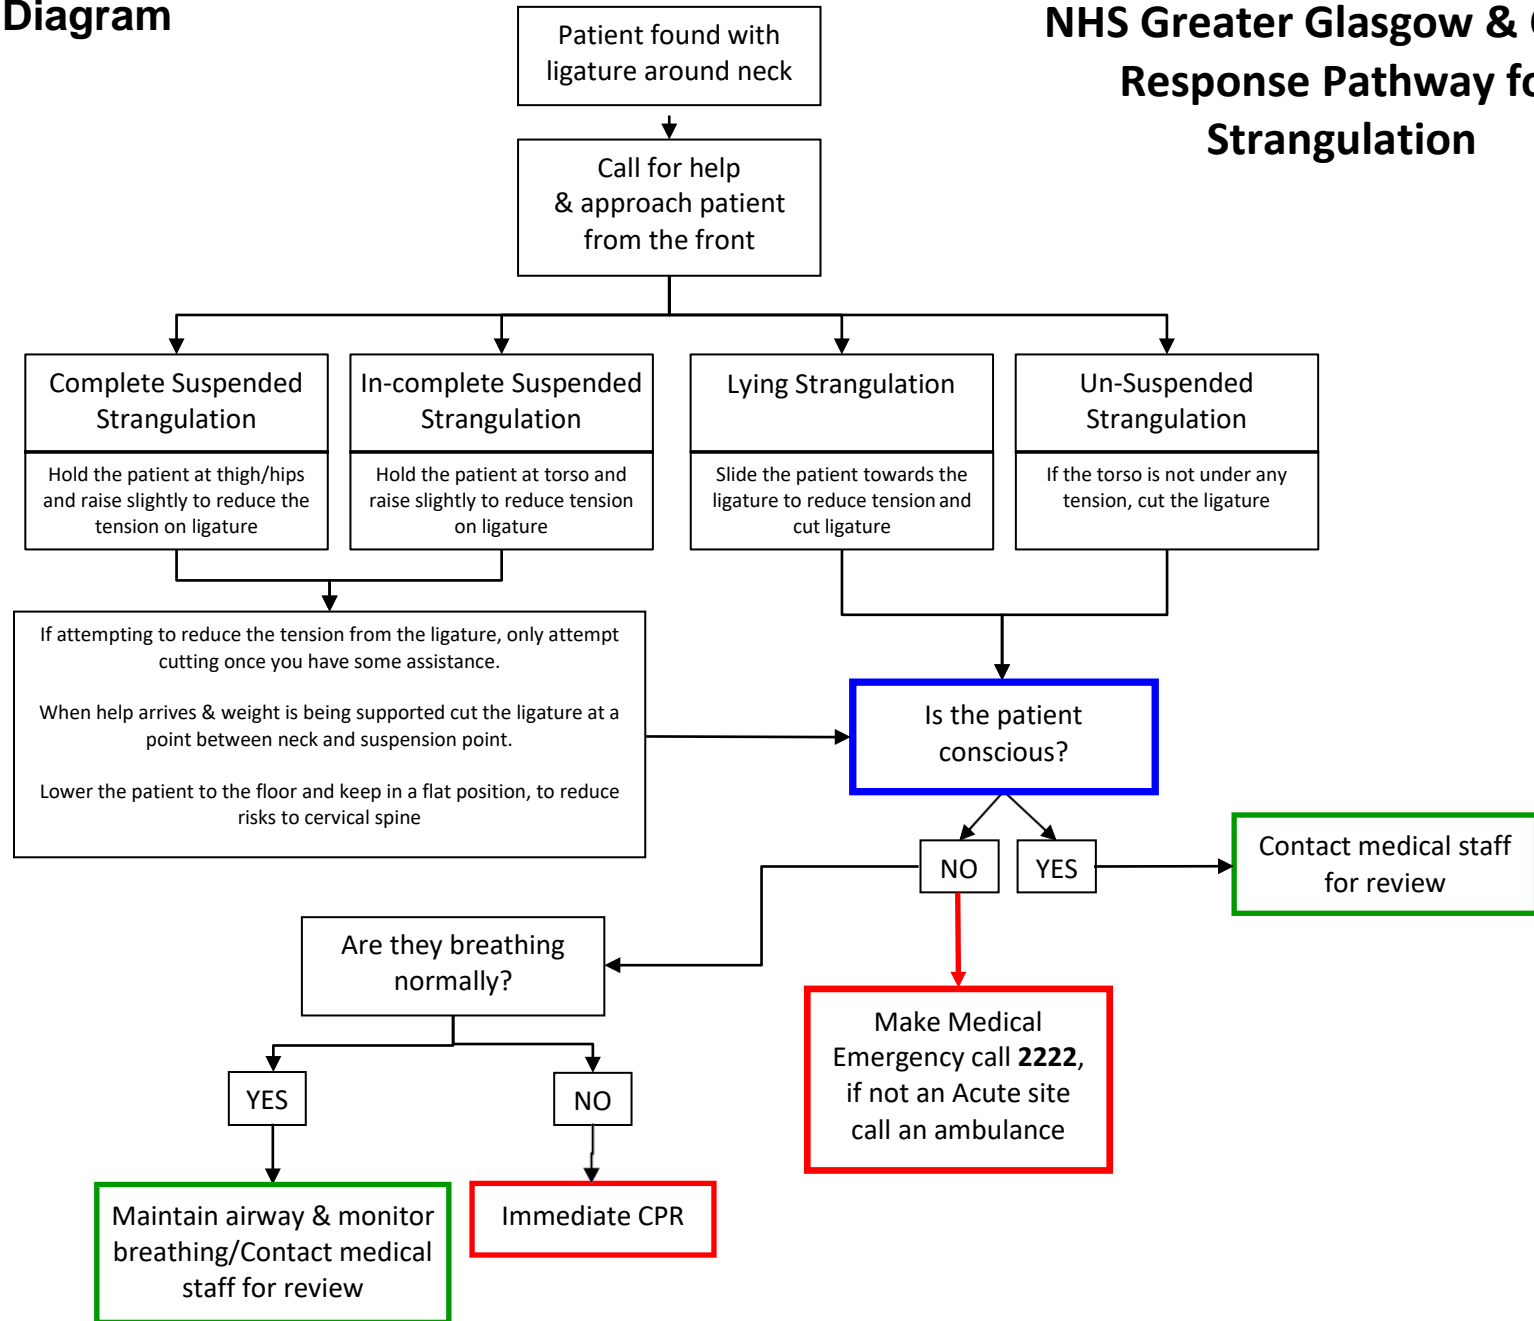 Diagram
NHS Greater Glasgow &
Response Pathway
Strangulation
Patient found with
ligature around neck
Call for help
& approach patient
from the front
Complete Suspended
Strangulation
Hold the patient at thigh/hips
and raise slightly to reduce the
tension on ligature
In-complete Suspended
Strangulation
Hold the patient at torso and
raise slightly to reduce tension
on ligature
Lying Strangulation
Slide the patient towards the
ligature to reduce tension and
cut ligature
Un-Suspended
Strangulation
If the torso is not under any
tension, cut the ligature
If attempting to reduce the tension from the ligature, only attempt
cutting once you have some assistance.
When help arrives & weight is being supported cut the ligature at a
point between neck and suspension point.
Lower the patient to the floor and keep in a flat position, to reduce
risks to cervical spine
Is the patient
conscious?
NO
YES
Contact medical staff
for review
Are they breathing
normally?
Make Medical
Emergency call 2222,
if not an Acute site
call an ambulance
YES
NO
Maintain airway & monitor
breathing/Contact medical
staff for review
Immediate CPR